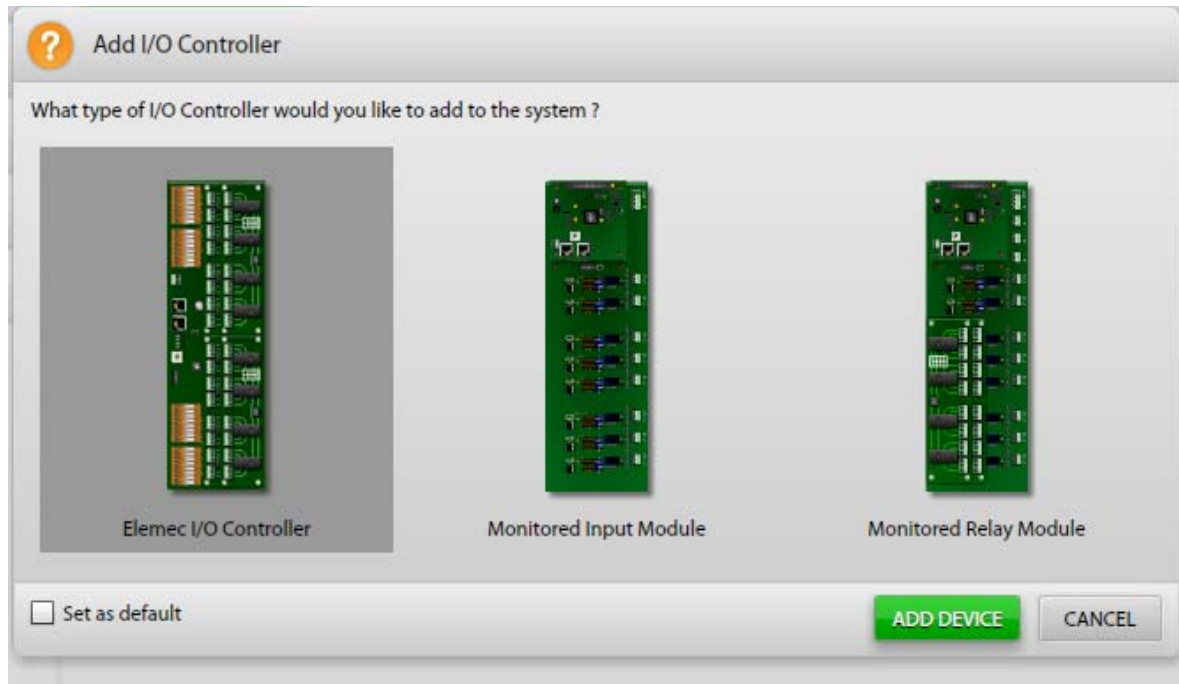 Add I/O Controller
What type of I/O Controller would you like to add to the system ?
Elemec I/O Controller
Monitored Input Module
Monitored Relay Module
Set as default
ADD DEVICE
CANCEL